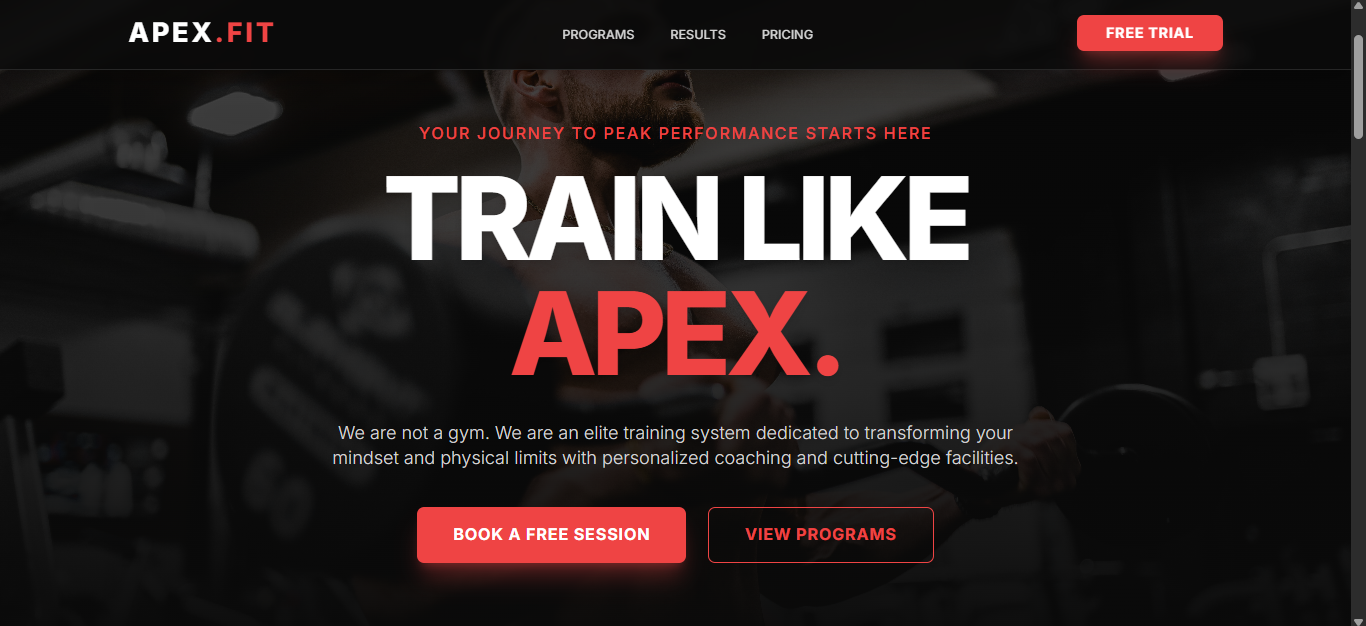 APEX.FIT
PROGRAMS
RESULTS
PRICING
FREE TRIAL
YOUR JOURNEY TO PEAK PERFORMANCE STARTS HERE
TRAIN LIKE
APEX.
We are not a gym. We are an elite training system dedicated to transforming your
mindset and physical limits with personalized coaching and cutting-edge facilities.
BOOK A FREE SESSION
VIEW PROGRAMS